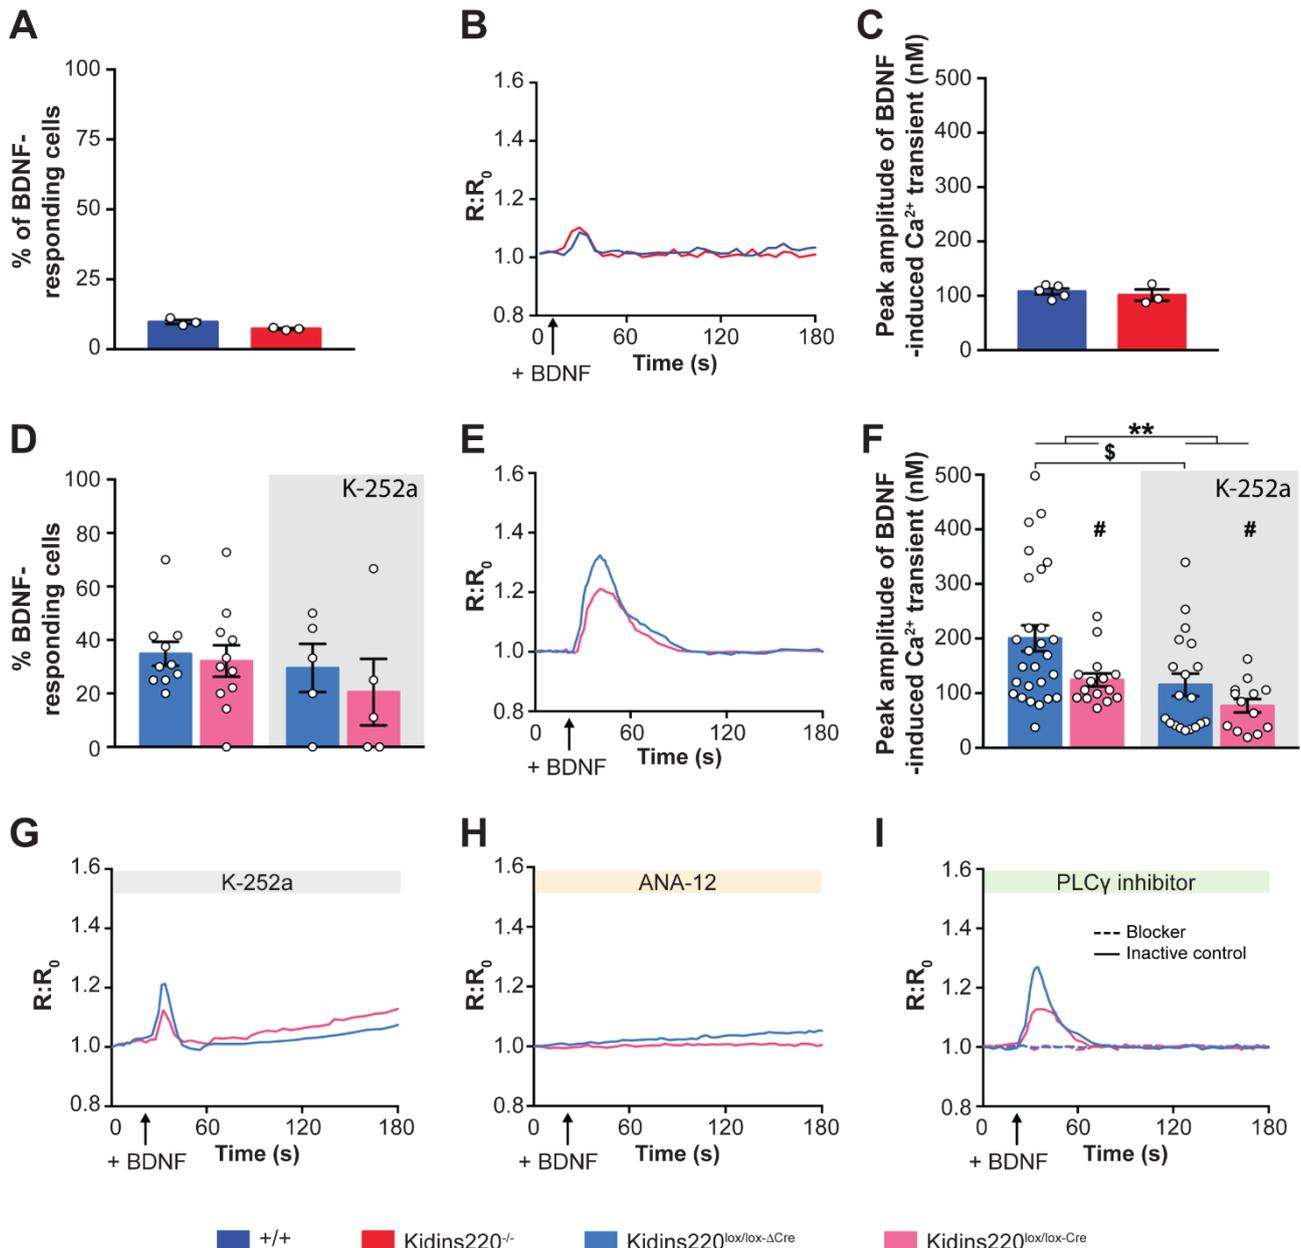 A
% of BDNF-
responding cells
100
75
50
25
0
B
R:R0
1.6
1.4
1.2
1.0
0.8
0 60 120 180
+ BDNF
Time (s)
C
Peak amplitude of BDNF
-induced Ca2+ transient (nM)
500
400
300
200
100
0
D
% BDNF-
responding cells
100
80
60
40
20
0
K-252a
E
R:R0
1.6
1.4
1.2
1.0
0.8
0 60 120 180
+ BDNF
Time (s)
F
Peak amplitude of BDNF
-induced Ca2+ transient (nM)
500
400
300
200
100
0
**
$
K-252a
# #
G
R:R0
1.6
1.4
1.2
1.0
0.8
K-252a
0 60 120 180
+ BDNF
Time (s)
H
R:R0
1.6
1.4
1.2
1.0
0.8
ANA-12
0 60 120 180
+ BDNF
Time (s)
I
R:R0
1.6
1.4
1.2
1.0
0.8
PLCγ inhibitor
Blocker
Inactive control
0 60 120 180
+ BDNF
Time (s)
+/+ Kidins220-/- Kidins220lox/lox-ΔCre Kidins220lox/lox-Cre